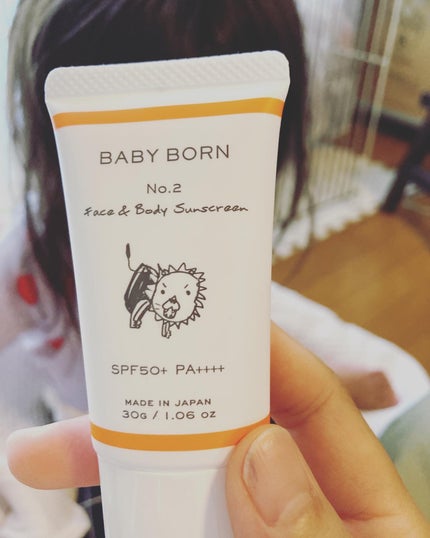 BABY BORN
No.2
Face & Body Sunscreen
SPF50+ PA++++
MADE IN JAPAN
30G / 1.06 OZ